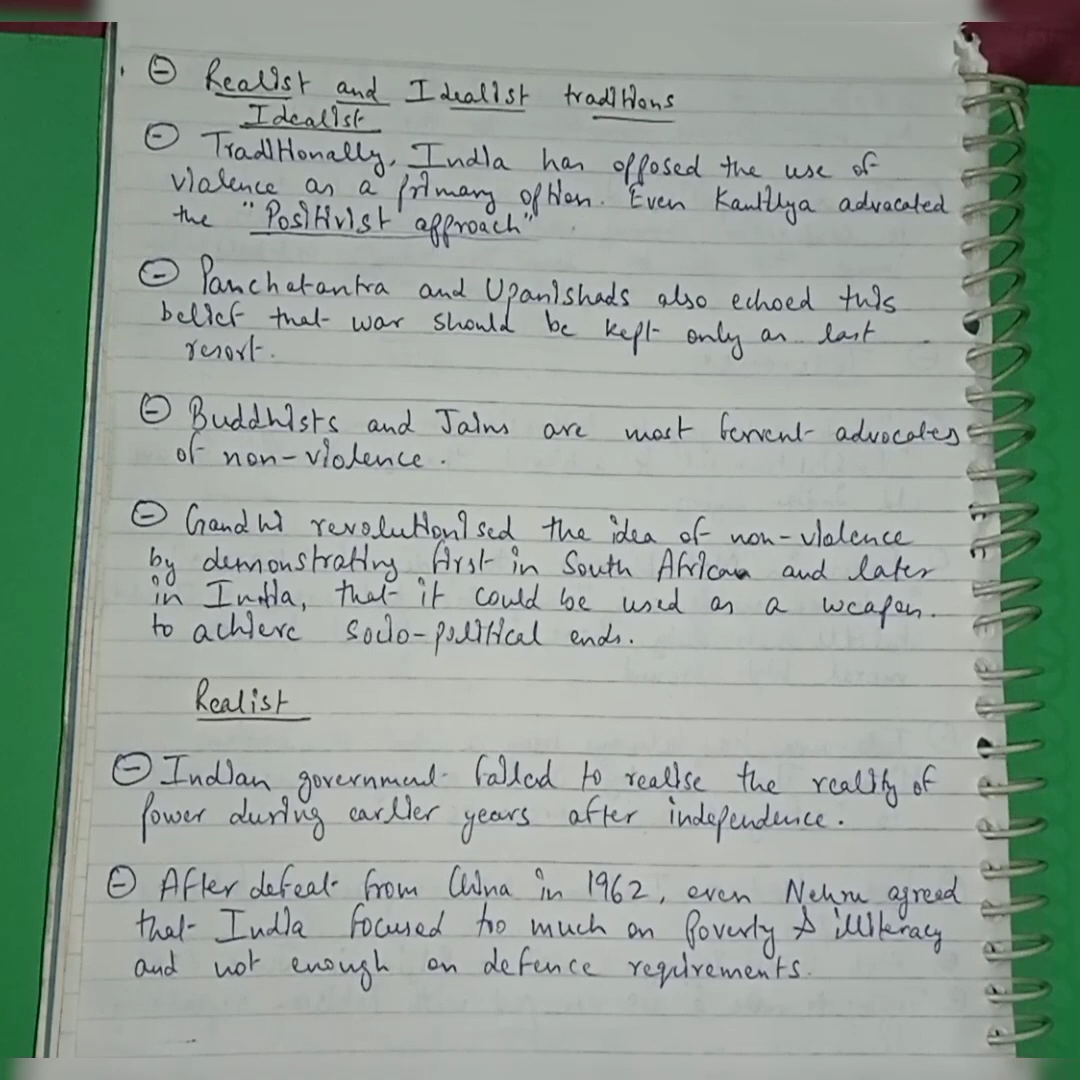 ⊖ Realist and Idealist traditions
Idealist
⊖ Traditionally, India has opposed the use of
violence as a primary option. Even Kautilya advocated
the "Positivist approach".
⊖ Panchatantra and Upanishads also echoed this
belief that war should be kept only as last
resort.
⊖ Buddhists and Jains are most fervent advocates
of non-violence.
⊖ Gandhi revolutionised the idea of non-violence
by demonstrating first in South African and later
in India, that it could be used as a weapon.
to achieve socio-political ends.
Realist
⊖ Indian government failed to realise the reality of
power during earlier years after independence.
⊖ After defeat from China in 1962, even Nehru agreed
that India focused too much on Poverty & illiteracy
and not enough on defence requirements.